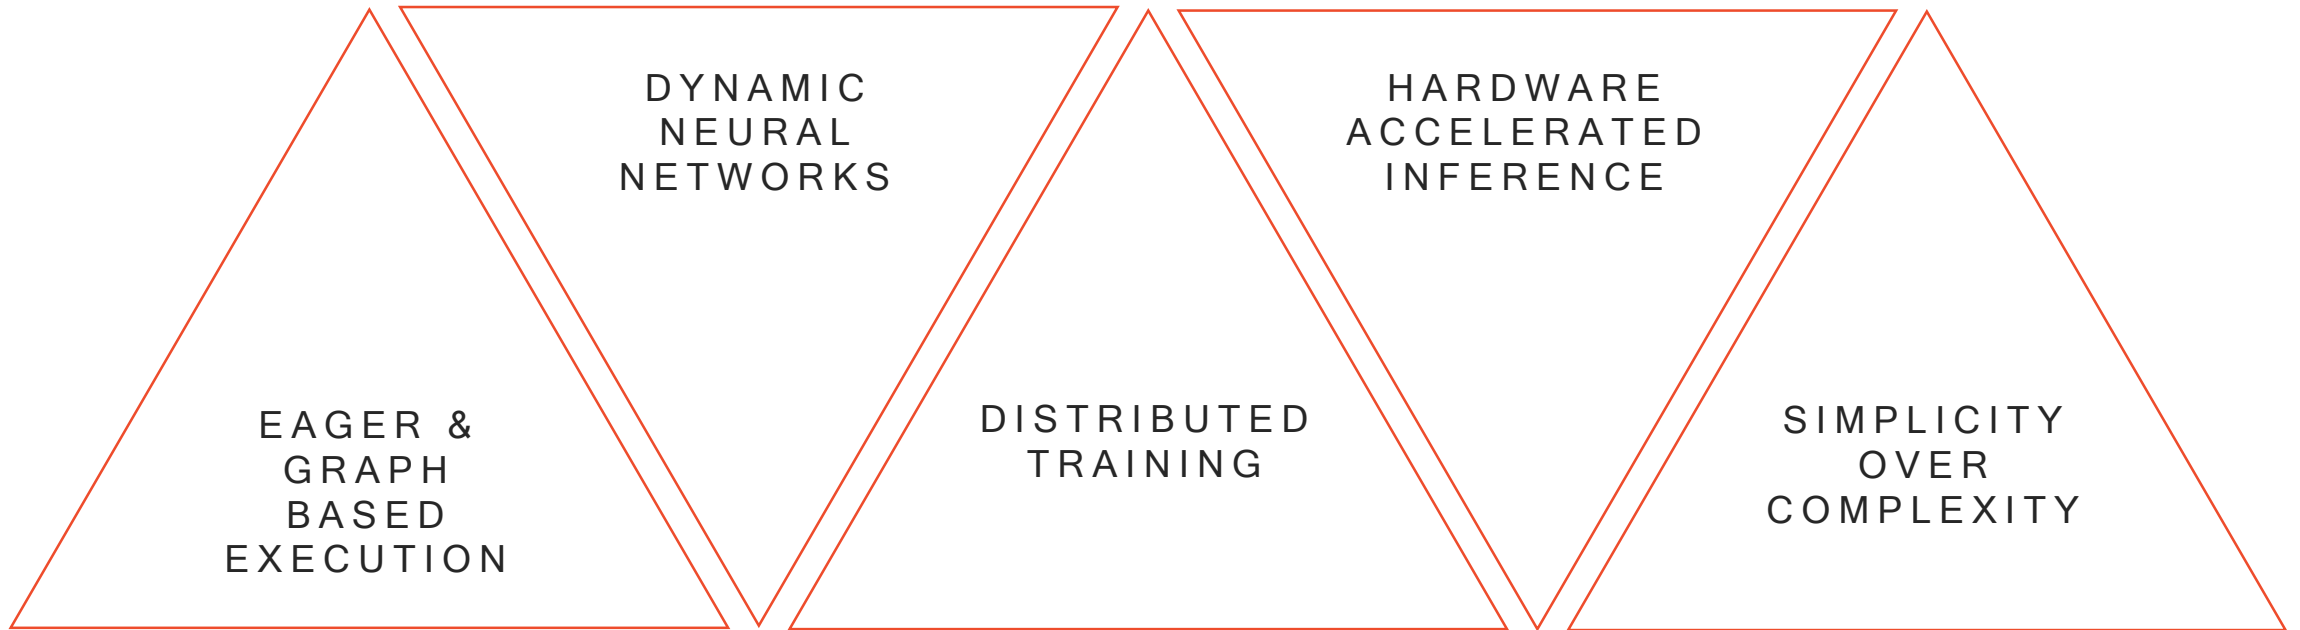 EAGER &
GRAPH
BASED
EXECUTION
DYNAMIC
NEURAL
NETWORKS
DISTRIBUTED
TRAINING
HARDWARE
ACCELERATED
INFERENCE
SIMPLICITY
OVER
COMPLEXITY